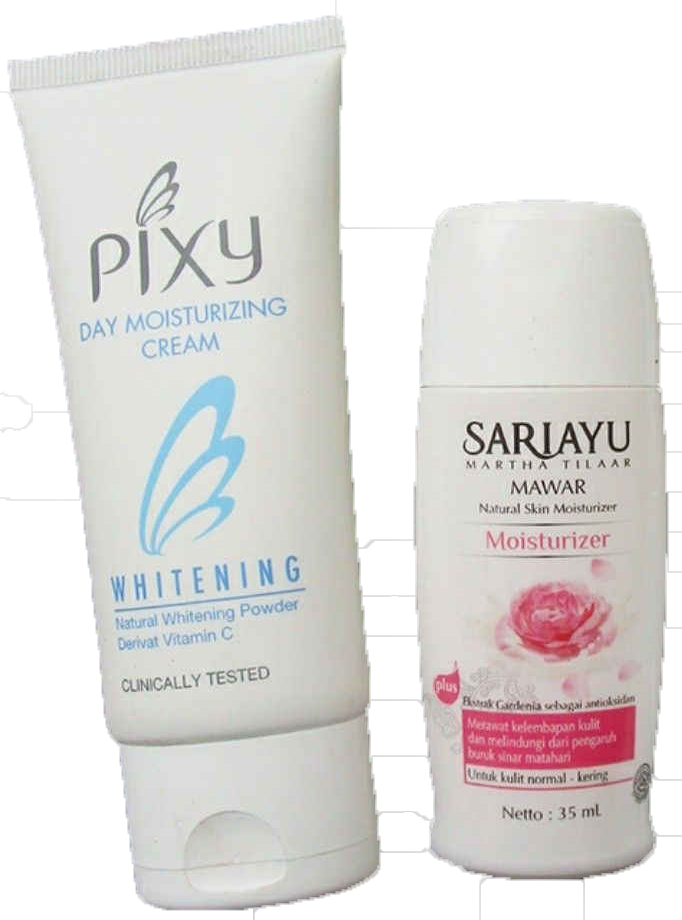 PIXY
DAY MOISTURIZING
CREAM
WHITENING
Natural Whitening Powder
Derivat Vitamin C
CLINICALLY TESTED
SARIAYU
MARTHA TILAAR
MAWAR
Natural Skin Moisturizer
Moisturizer
plus
Ekstrak Gardenia sebagai antioksidan
Merawat kelembapan kulit
dan melindungi dari pengaruh
buruk sinar matahari
Untuk kulit normal - kering
Netto : 35 mL